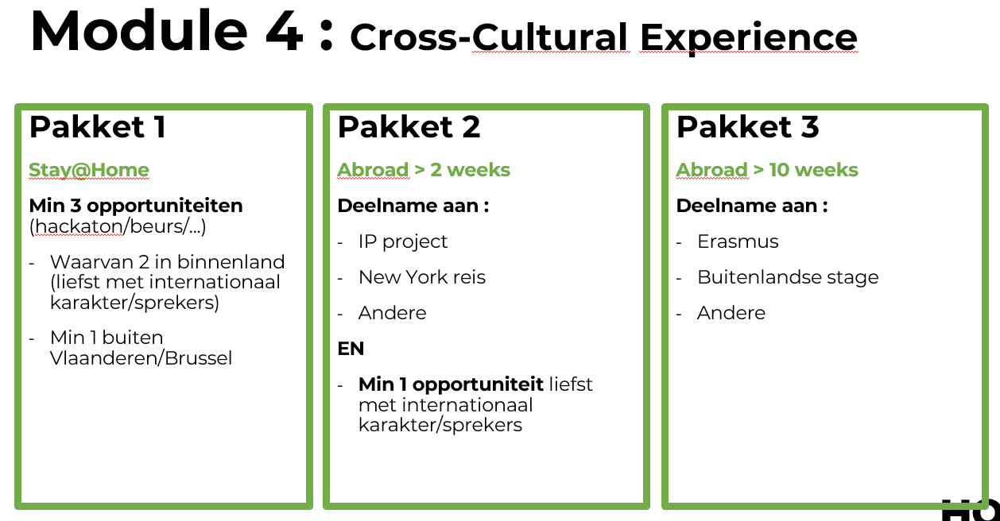 Module 4 : Cross-Cultural Experience
Pakket 1
Stay@Home
Min 3 opportuniteiten
(hackaton/beurs/...)
- Waarvan 2 in binnenland
(liefst met internationaal
karakter/sprekers)
- Min 1 buiten
Vlaanderen/Brussel
Pakket 2
Abroad > 2 weeks
Deelname aan :
- IP project
- New York reis
- Andere
EN
- Min 1 opportuniteit liefst
met internationaal
karakter/sprekers
Pakket 3
Abroad > 10 weeks
Deelname aan :
- Erasmus
- Buitenlandse stage
- Andere